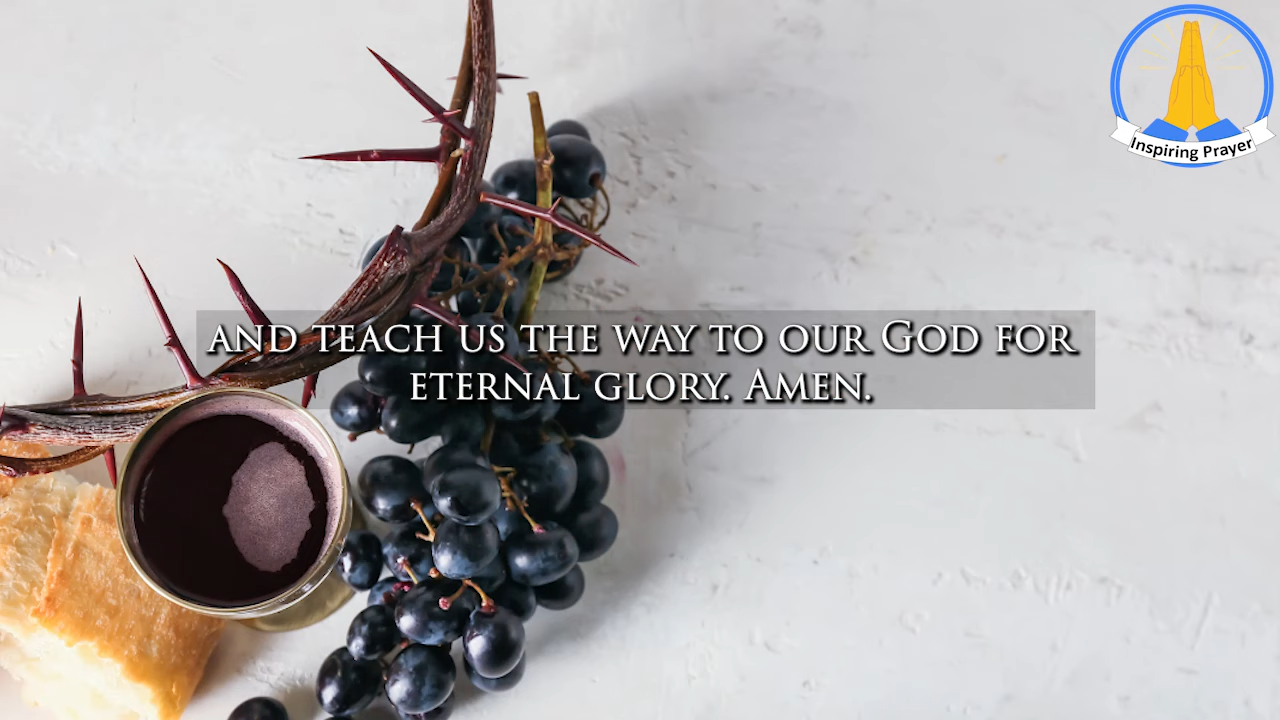 Inspiring Prayer
and teach us the way to our God for
eternal glory. Amen.